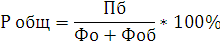 Р общ = Пб / (Фо + Фоб) * 100%